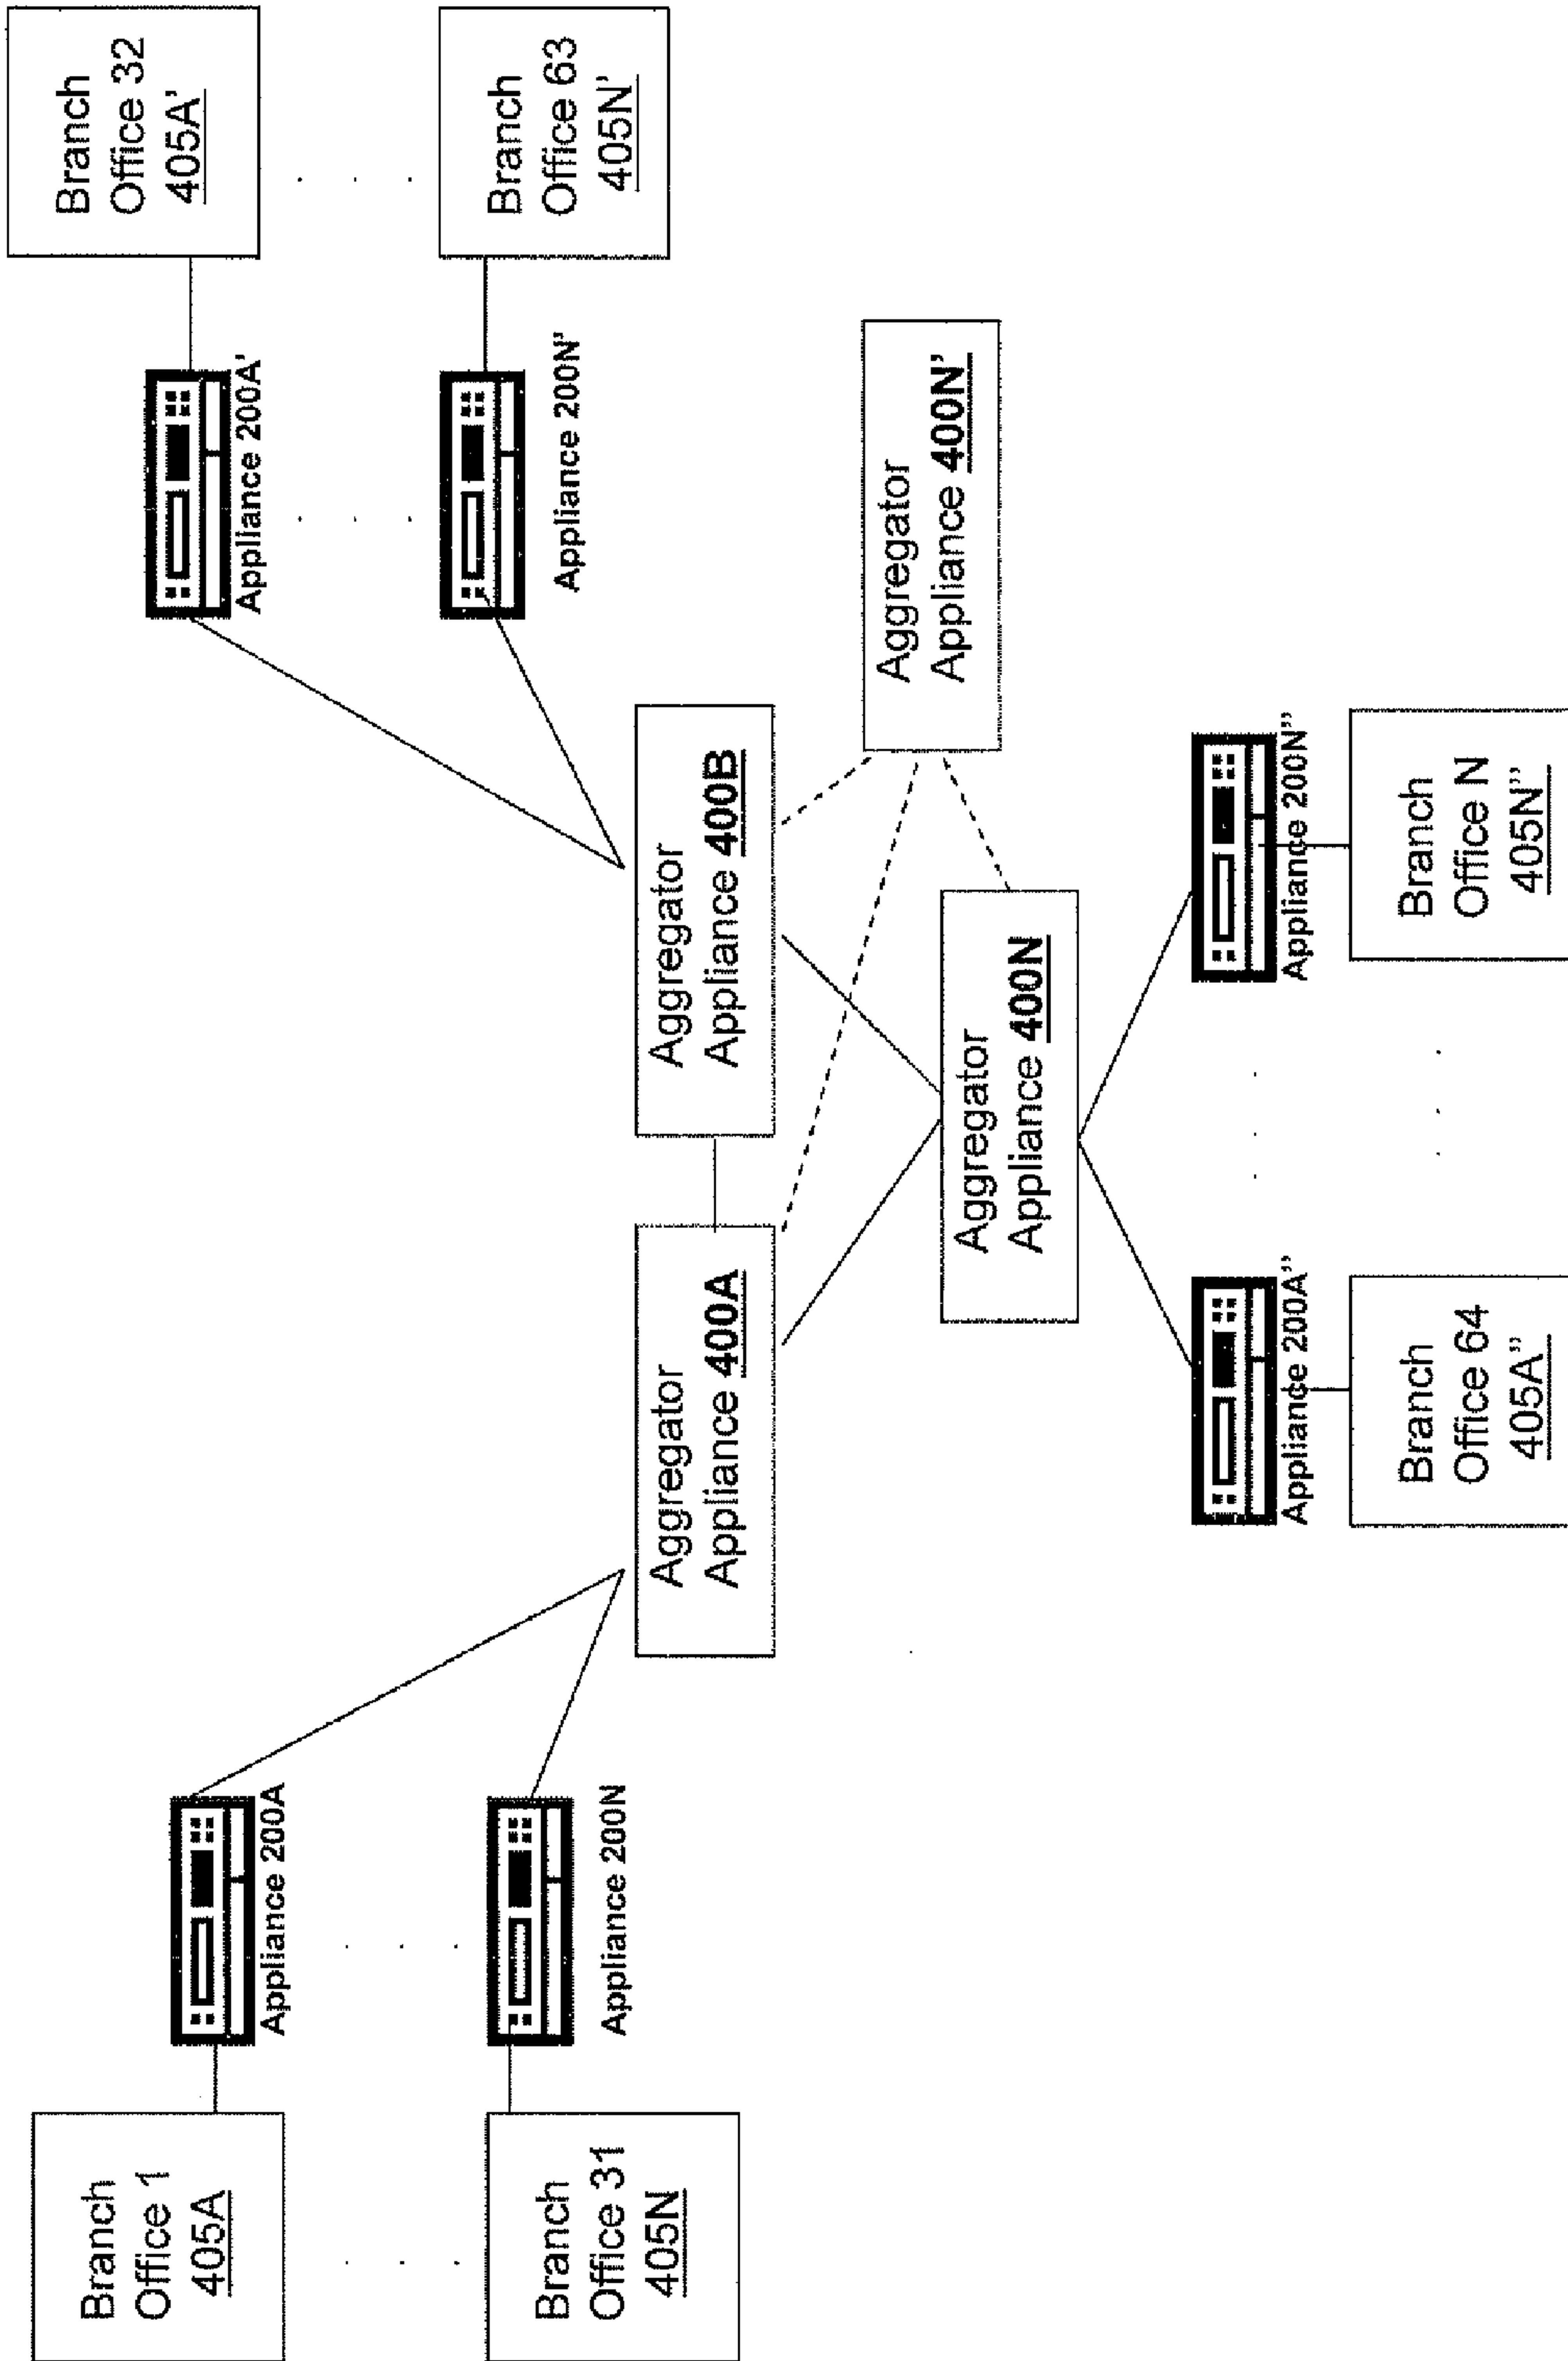 Branch
Office 1
405A
Appliance 200A
Branch
Office 31
405N
Appliance 200N
Aggregator
Appliance 400A
Aggregator
Appliance 400B
Appliance 200A'
Branch
Office 32
405A'
Appliance 200N'
Branch
Office 63
405N'
Aggregator
Appliance 400N'
Aggregator
Appliance 400N
Appliance 200A"
Branch
Office 64
405A"
Appliance 200N"
Branch
Office N
405N"